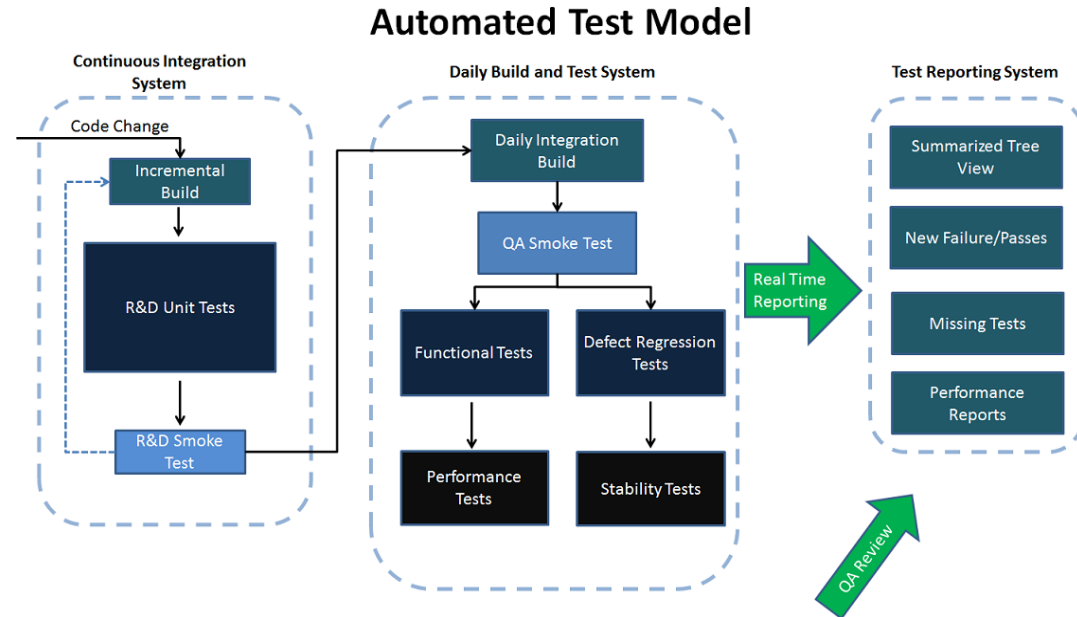 Automated Test Model
Continuous Integration
System
Code Change
Incremental
Build
R&D Unit Tests
R&D Smoke
Test
Daily Build and Test System
Daily Integration
Build
QA Smoke Test
Functional Tests
Defect Regression
Tests
Performance
Tests
Stability Tests
Real Time
Reporting
Test Reporting System
Summarized Tree
View
New Failure/Passes
Missing Tests
Performance
Reports
QA Review